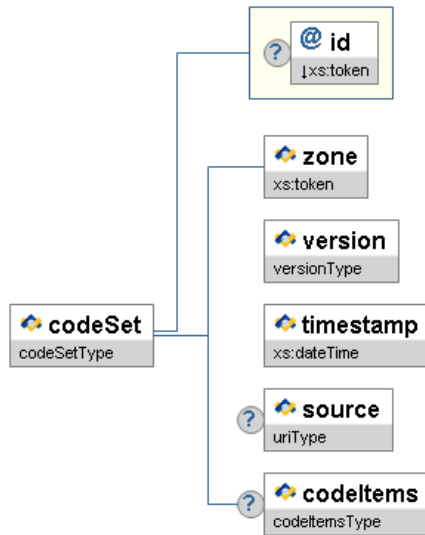 @ id
↓xs:token
?
zone
xs:token
version
versionType
codeSet
codeSetType
timestamp
xs:dateTime
?
source
uriType
?
codeItems
codeItemsType